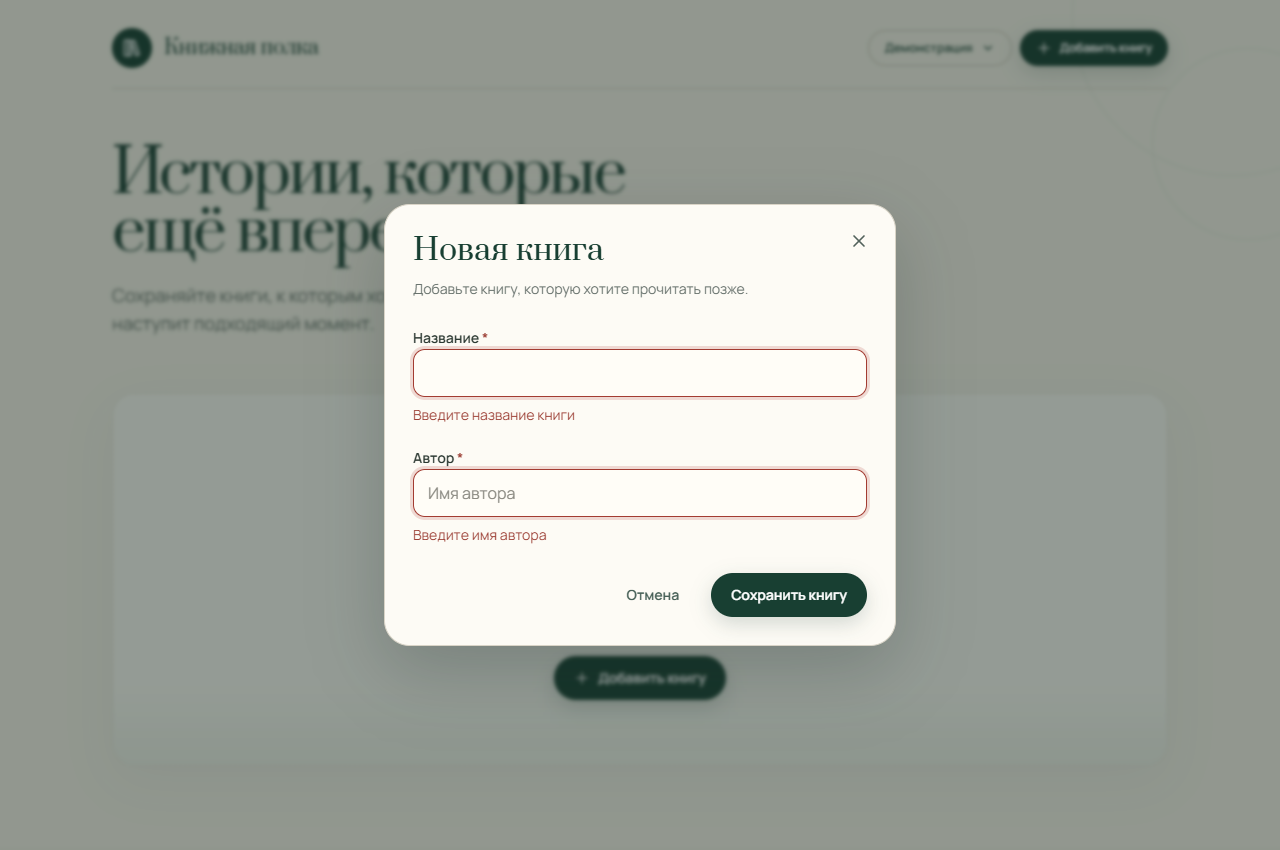 Книжная полка
Демонстрация
Добавить книгу
Истории, которые
ещё впере
Сохраняйте книги, к которым
наступит подходящий момент.
Новая книга
Добавьте книгу, которую хотите прочитать позже.
Название *
Введите название книги
Автор *
Имя автора
Введите имя автора
Отмена
Сохранить книгу
Добавить книгу